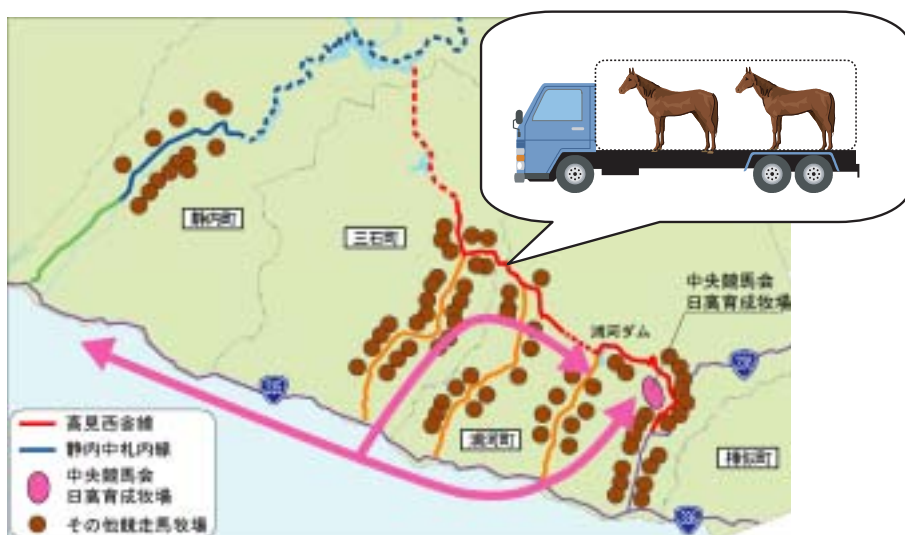 静内町
三石町
中央競馬会
日高育成牧場
浦河ダム
236
235
浦河町
様似町
336
高見西舎線
静内中札内線
中央競馬会
日高育成牧場
その他競走馬牧場